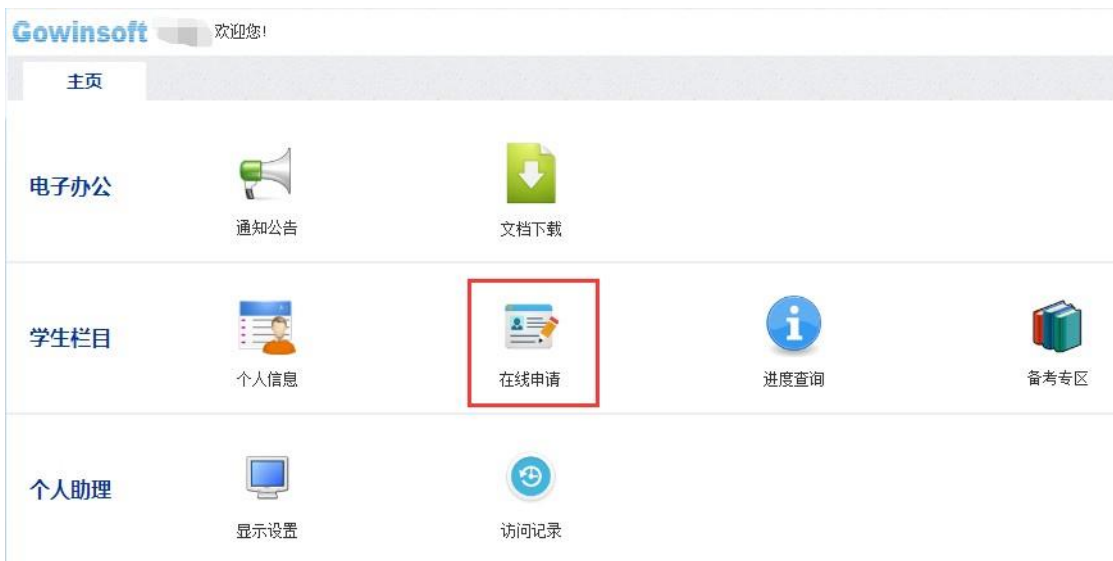 Gowinsoft 欢迎您!
主页
电子办公
通知公告 文档下载
学生栏目
个人信息 在线申请 进度查询 备考专区
个人助理
显示设置 访问记录